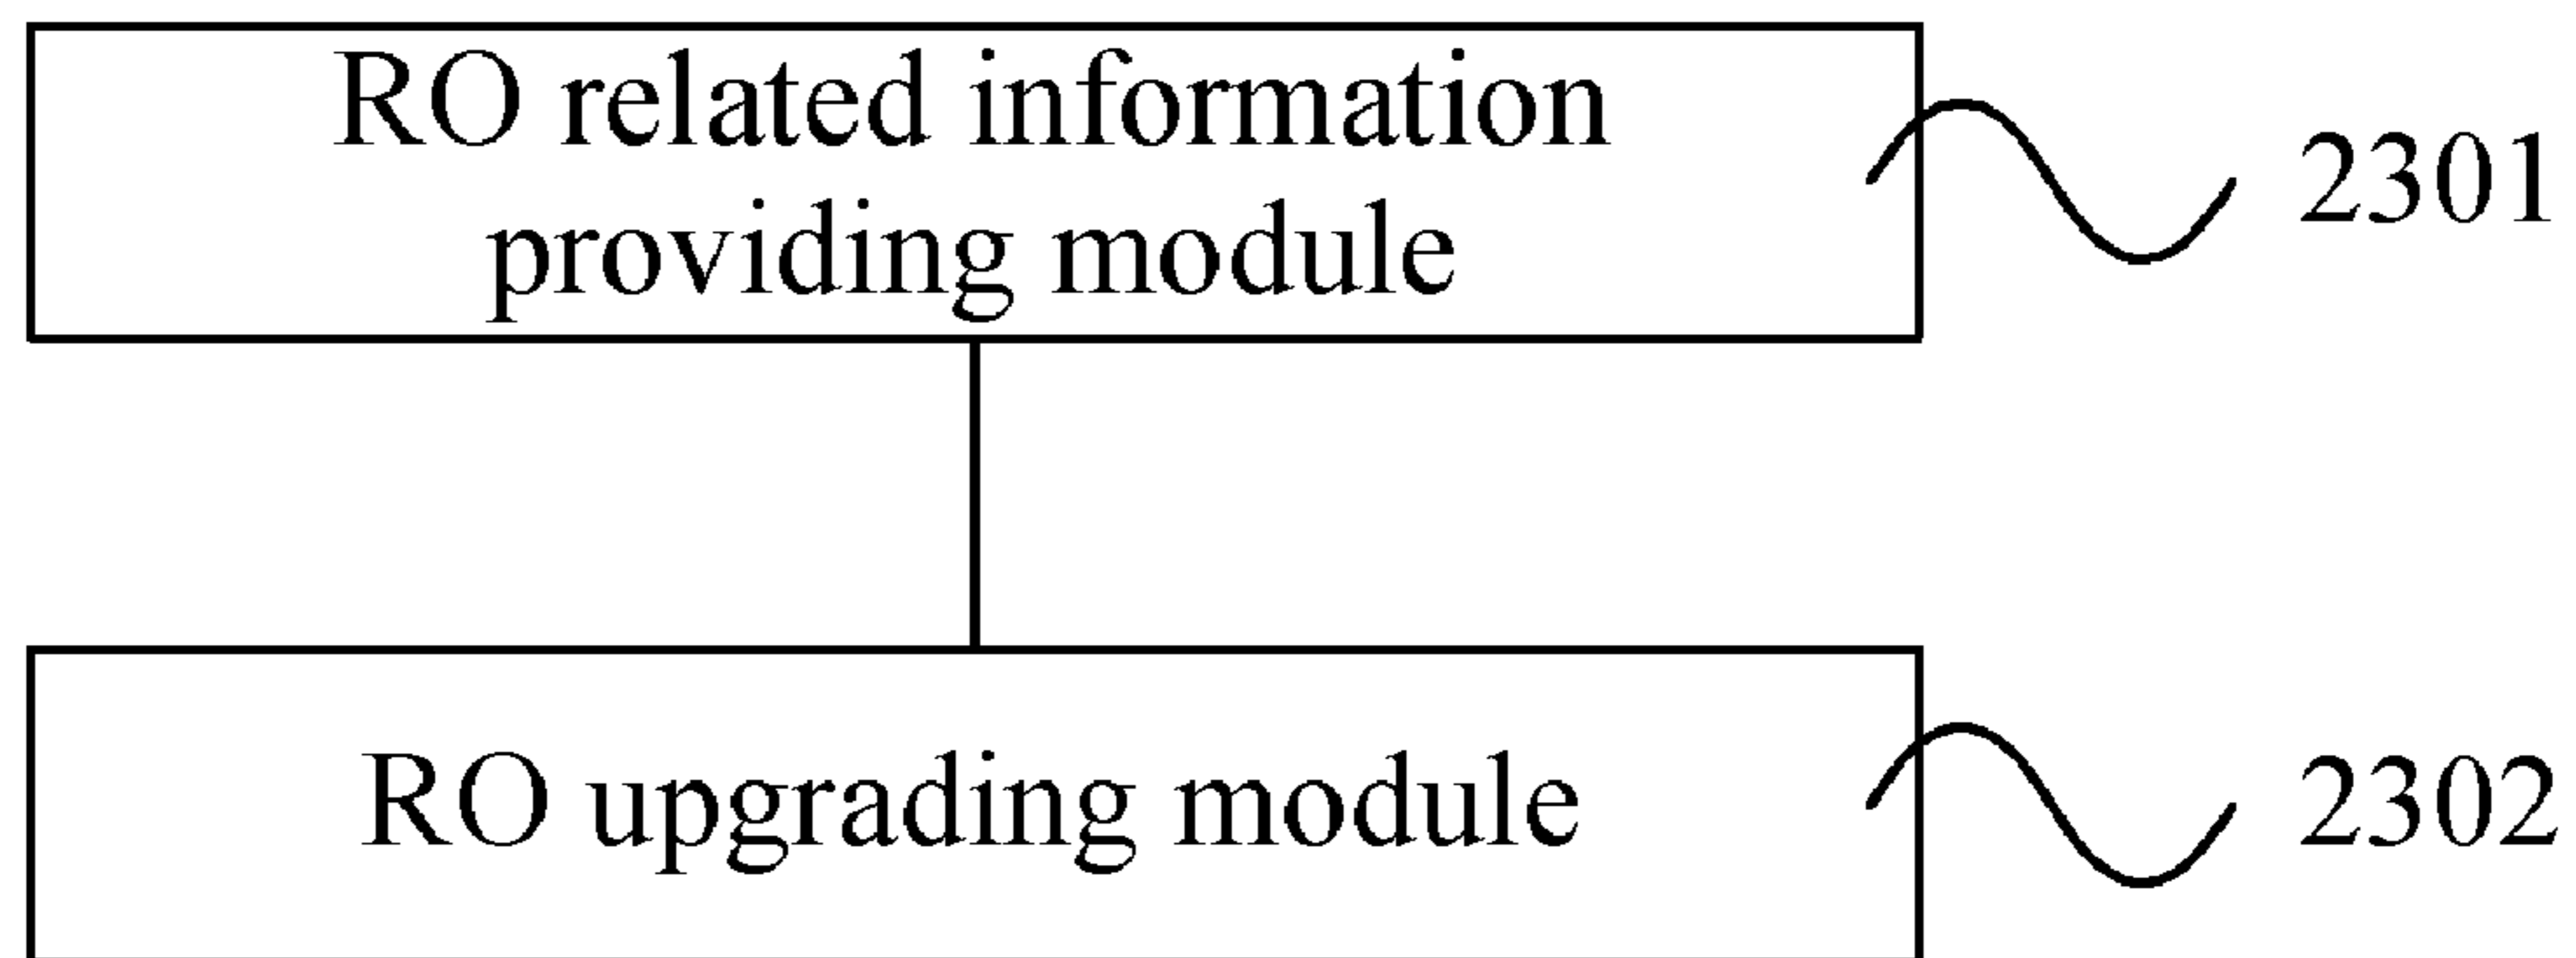 RO related information
providing module
2301
RO upgrading module
2302